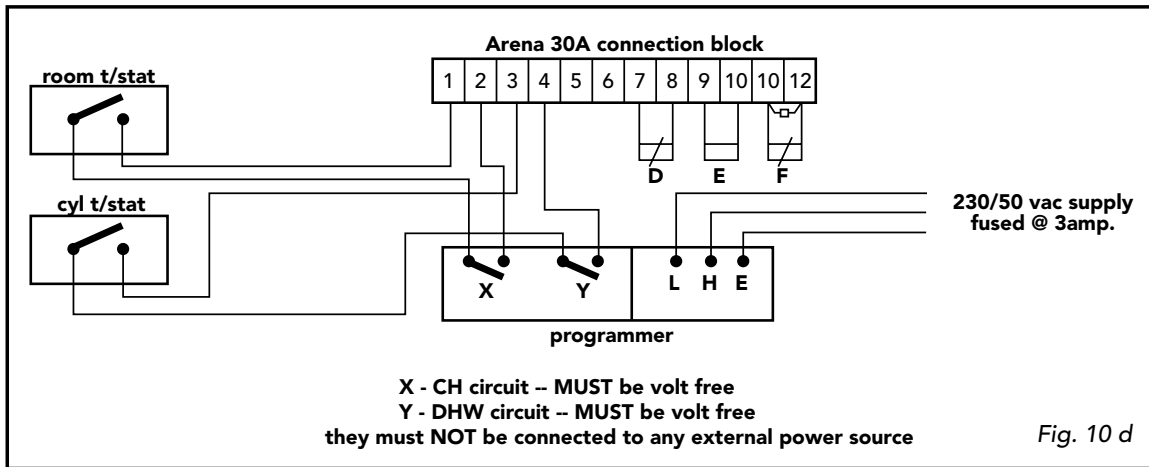 Arena 30A connection block
room t/stat
1 2 3 4 5 6 7 8 9 10 10 12
D E F
cyl t/stat
230/50 vac supply
fused @ 3amp.
X Y L H E
programmer
X - CH circuit -- MUST be volt free
Y - DHW circuit -- MUST be volt free
they must NOT be connected to any external power source
Fig. 10 d